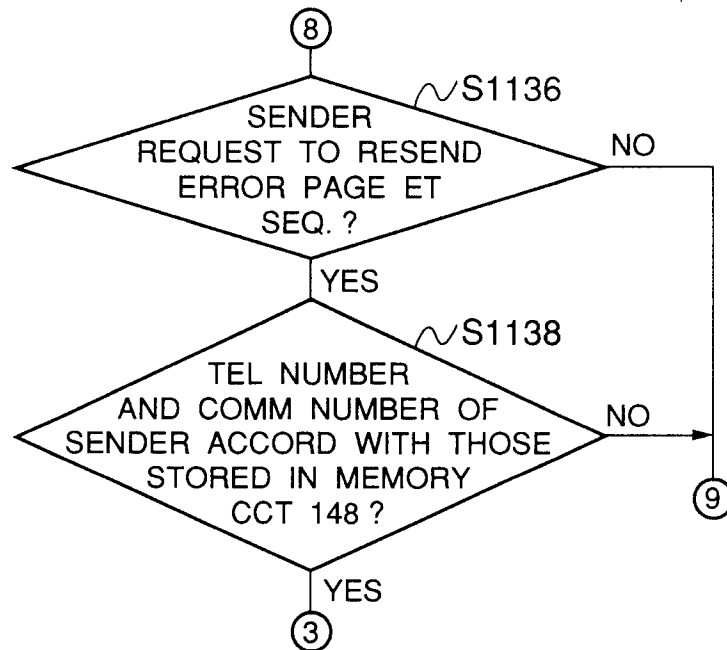 8
S1136
SENDER
REQUEST TO RESEND
ERROR PAGE ET
SEQ. ?
NO
YES
S1138
TEL NUMBER
AND COMM NUMBER OF
SENDER ACCORD WITH THOSE
STORED IN MEMORY
CCT 148 ?
NO
9
YES
3